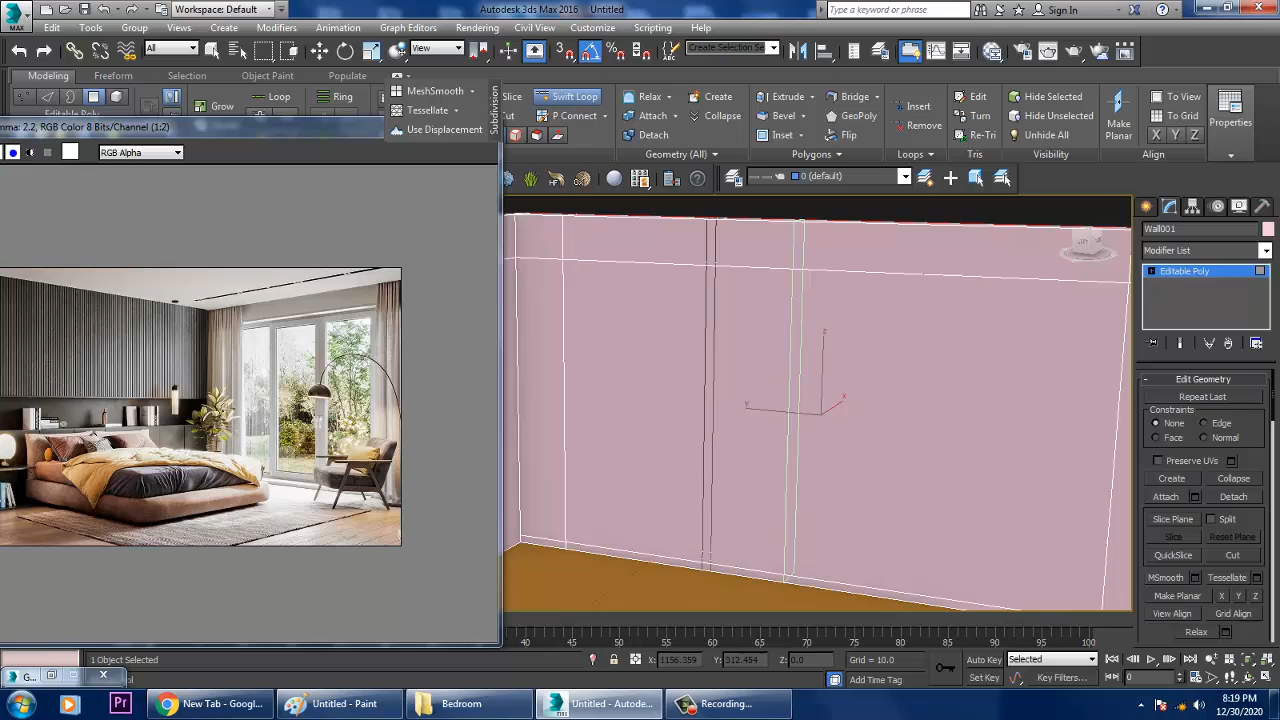 Workspace: Default
Autodesk 3ds Max 2016 Untitled
Type a keyword or phrase
Sign In
MAX
Edit Tools Group Views Create Modifiers Animation Graph Editors Rendering Civil View Customize Scripting Help
All
View
Create Selection Se
Modeling Freeform Selection Object Paint Populate
Grow Loop Ring
MeshSmooth
Tessellate
Use Displacement
Subdivision
Swift Loop
P Connect
Relax Create
Attach Collapse
Detach
Geometry (All)
Extrude Bridge
Bevel GeoPoly
Inset Flip
Polygons
Insert
Remove
Loops
Edit
Turn
Re-Tri
Tris
Hide Selected
Hide Unselected
Unhide All
Visibility
Make Planar
To View
To Grid
X Y Z
Align
Properties
mma: 2.2, RGB Color 8 Bits/Channel (1:2)
RGB Alpha
0 (default)
z
y
x
Wall001
Modifier List
Editable Poly
Edit Geometry
Repeat Last
Constraints
None Edge
Face Normal
Preserve UVs
Create Collapse
Attach Detach
Slice Plane Split
Slice Reset Plane
QuickSlice Cut
MSmooth Tessellate
Make Planar X Y Z
View Align Grid Align
Relax
40 45 50 55 60 65 70 75 80 85 90 95 100
1 Object Selected
X: 1156.359 Y: 312.454 Z: 0.0 Grid = 10.0
Add Time Tag
Auto Key Selected
Set Key Key Filters...
0
G...
Pr
New Tab - Googl...
Untitled - Paint
Bedroom
Untitled - Autode...
Recording...
8:19 PM
12/30/2020